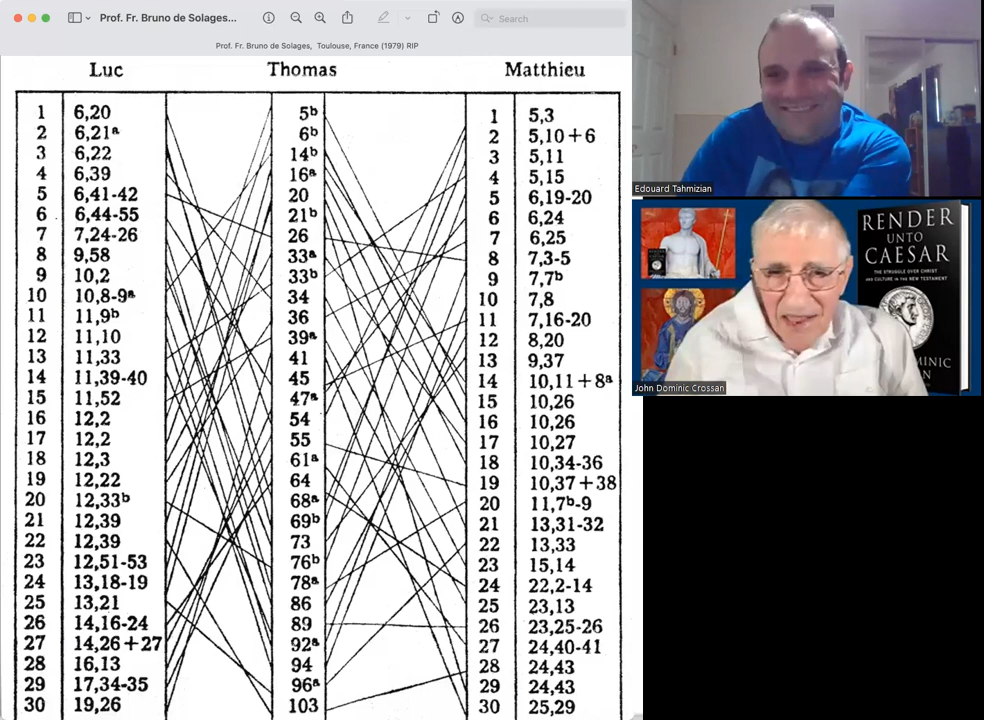 Prof. Fr. Bruno de Solages...
Search
Prof. Fr. Bruno de Solages, Toulouse, France (1979) RIP
Luc Thomas Matthieu
1 6,20 5ᵇ 1 5,3
2 6,21ᵃ 6ᵇ 2 5,10+6
3 6,22 14ᵇ 3 5,11
4 6,39 16ᵃ 4 5,15
5 6,41-42 20 5 6,19-20
6 6,44-55 21ᵇ 6 6,24
7 7,24-26 26 7 6,25
8 9,58 33ᵃ 8 7,3-5
9 10,2 33ᵇ 9 7,7ᵇ
10 10,8-9ᵃ 34 10 7,8
11 11,9ᵇ 36 11 7,16-20
12 11,10 39ᵃ 12 8,20
13 11,33 41 13 9,37
14 11,39-40 45 14 10,11+8ᵃ
15 11,52 47ᵃ 15 10,26
16 12,2 54 16 10,26
17 12,2 55 17 10,27
18 12,3 61ᵃ 18 10,34-36
19 12,22 64 19 10,37+38
20 12,33ᵇ 68ᵃ 20 11,7ᵇ-9
21 12,39 69ᵇ 21 13,31-32
22 12,39 73 22 13,33
23 12,51-53 76ᵇ 23 15,14
24 13,18-19 78ᵃ 24 22,2-14
25 13,21 86 25 23,13
26 14,16-24 89 26 23,25-26
27 14,26+27 92ᵃ 27 24,40-41
28 16,13 94 28 24,43
29 17,34-35 96ᵃ 29 24,43
30 19,26 103 30 25,29
Edouard Tahmizian
RENDER
UNTO
CAESAR
THE STRUGGLE OVER CHRIST
AND CULTURE IN THE NEW TESTAMENT
John Dominic Crossan